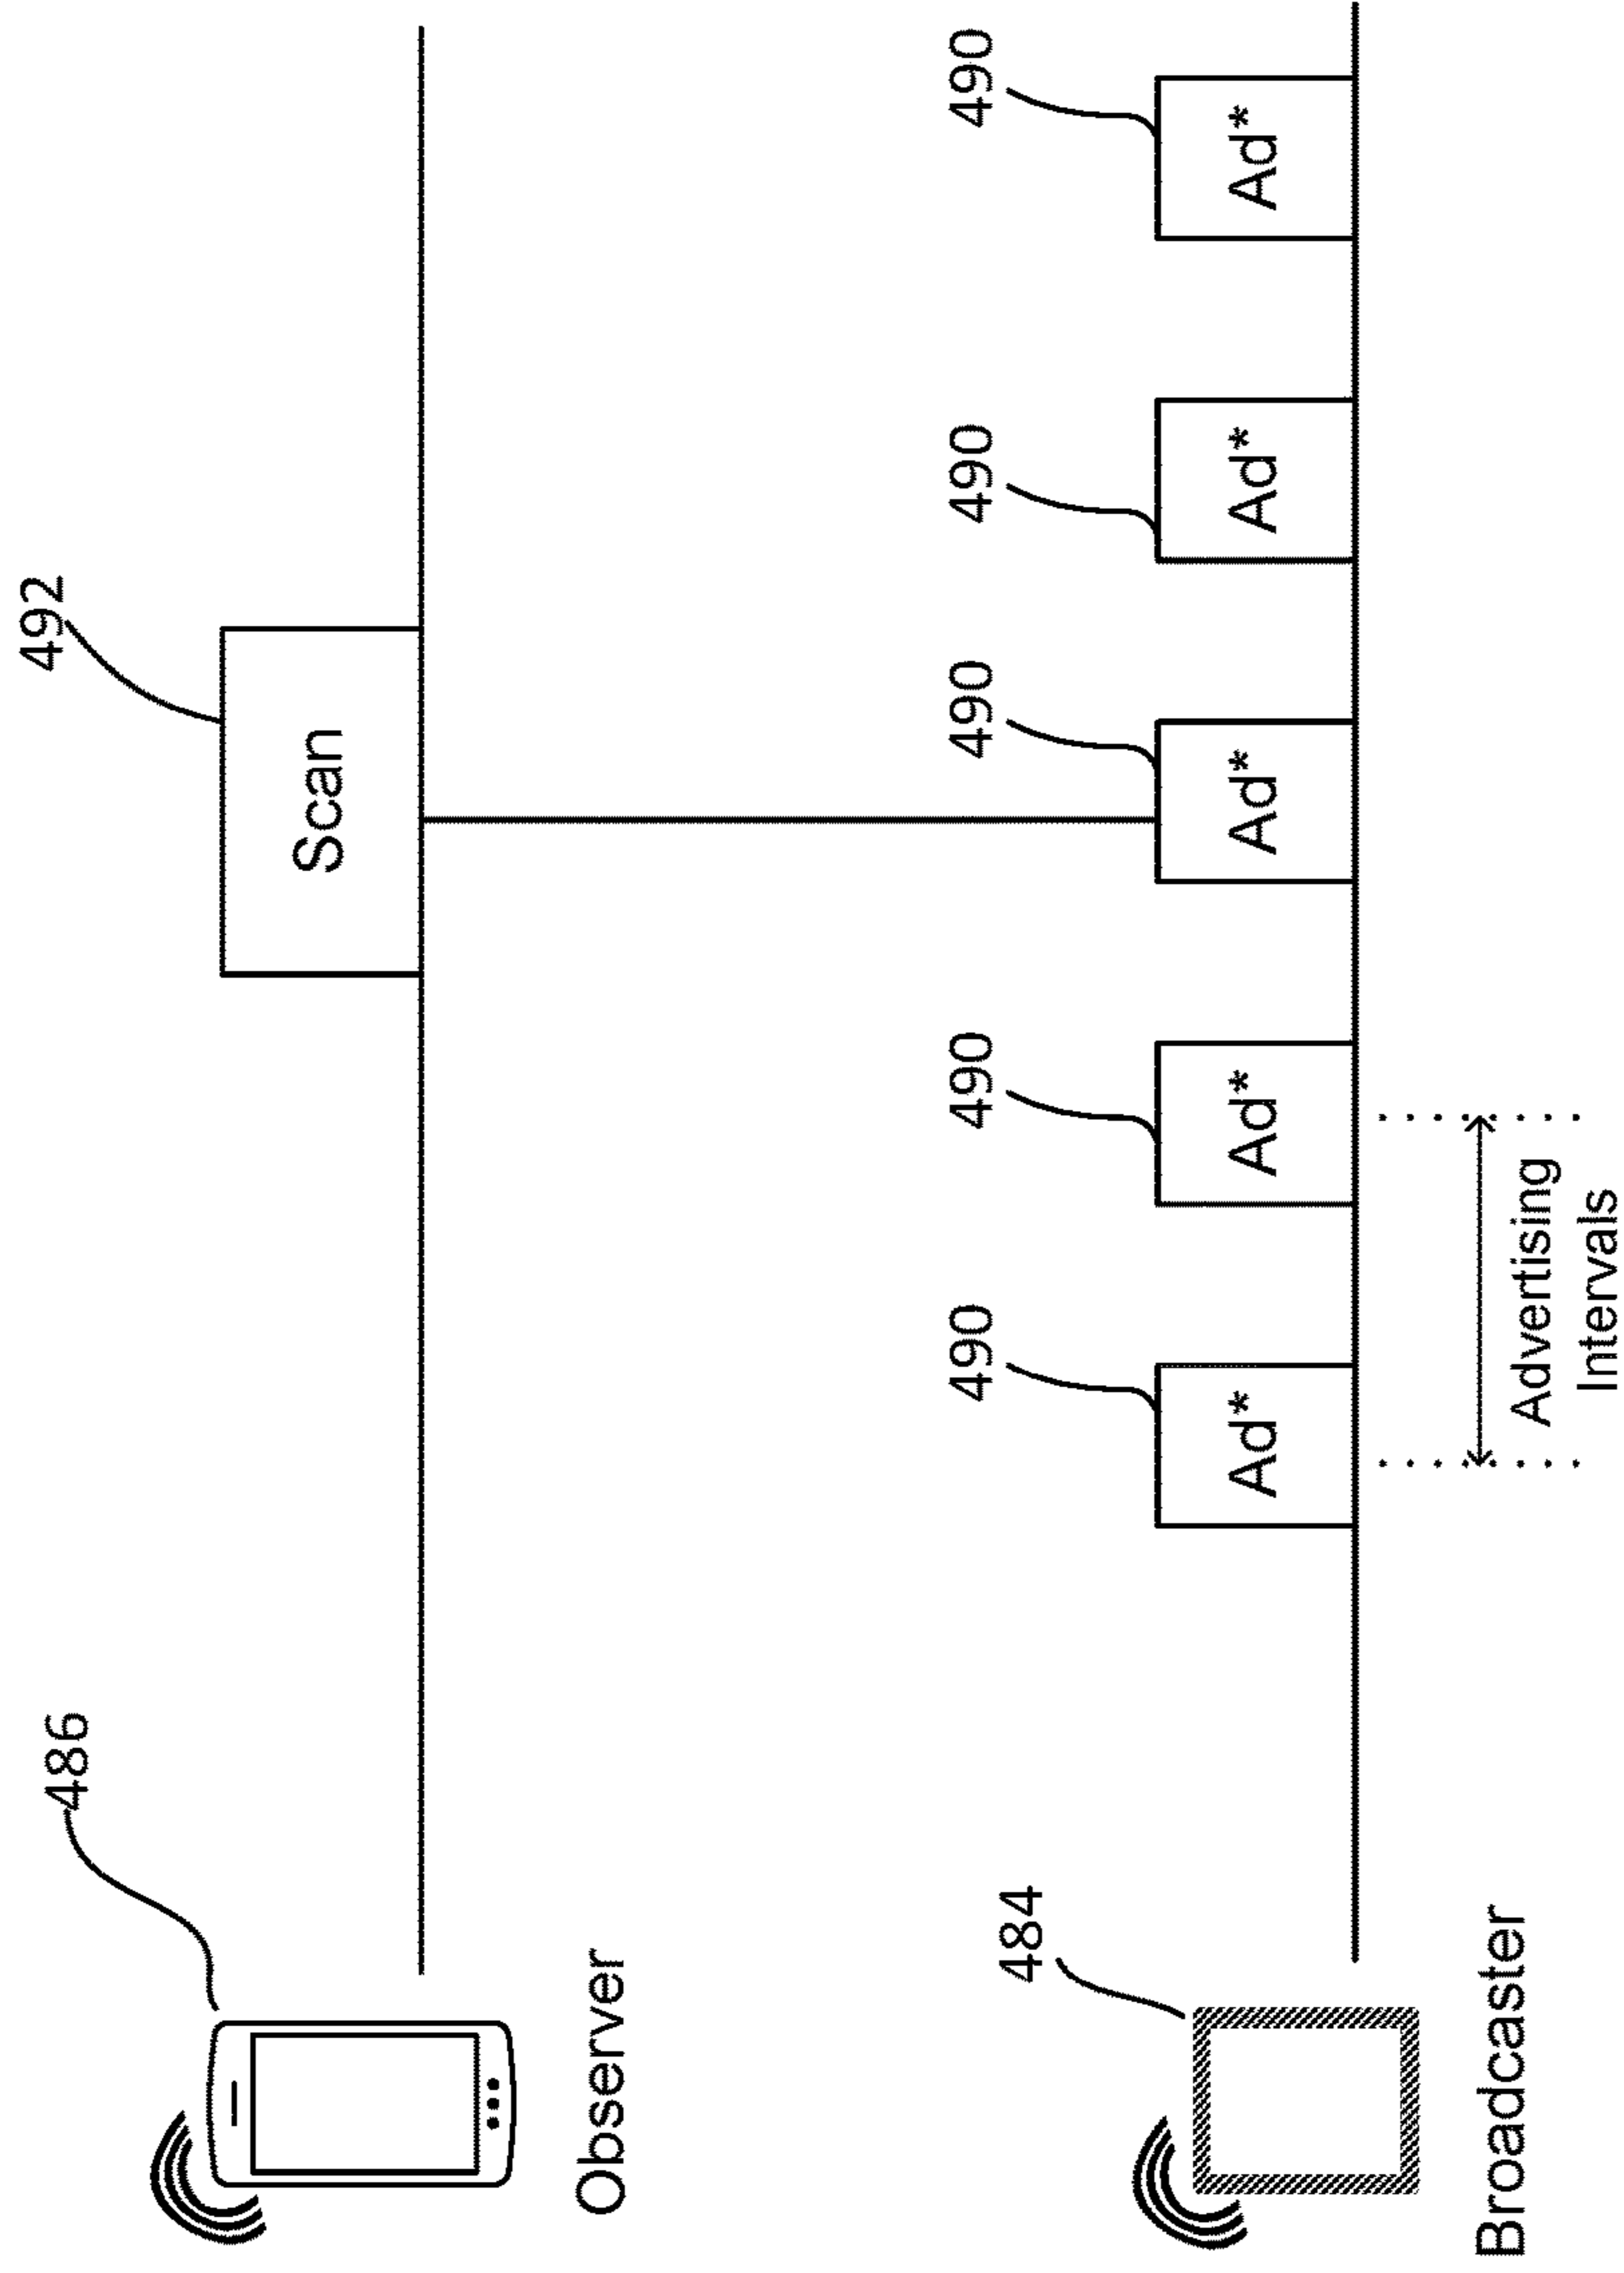 492
486
Scan
Observer
490
490
490
490
490
484
Ad*
Ad*
Ad*
Ad*
Ad*
Advertising
Intervals
Broadcaster